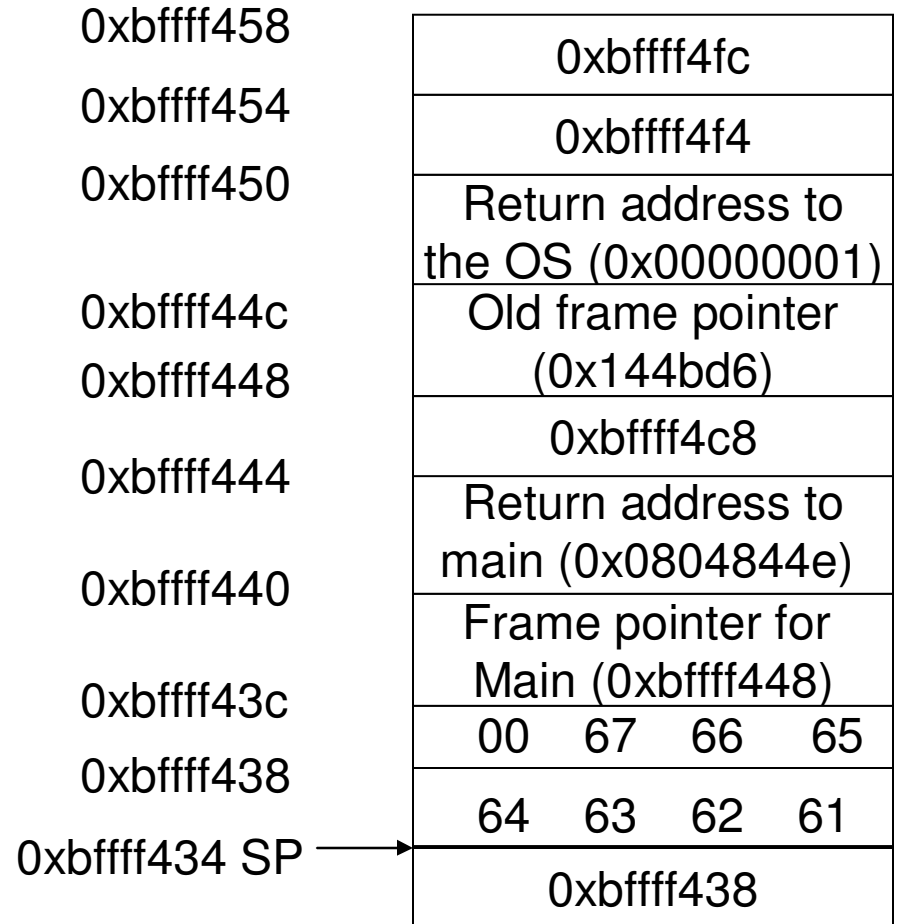 0xbffff458
0xbffff4fc
0xbffff454
0xbffff4f4
0xbffff450
Return address to
the OS (0x00000001)
0xbffff44c
Old frame pointer
(0x144bd6)
0xbffff448
0xbffff4c8
0xbffff444
Return address to
main (0x0804844e)
0xbffff440
Frame pointer for
Main (0xbffff448)
0xbffff43c
00 67 66 65
0xbffff438
64 63 62 61
0xbffff434 SP
0xbffff438